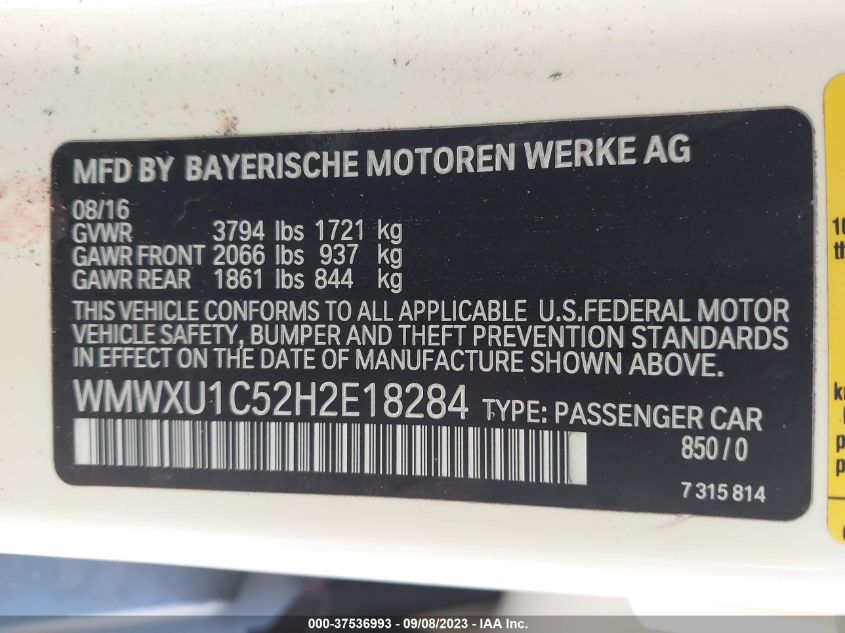 MFD BY BAYERISCHE MOTOREN WERKE AG
08/16
GVWR 3794 lbs 1721 kg
GAWR FRONT 2066 lbs 937 kg
GAWR REAR 1861 lbs 844 kg
THIS VEHICLE CONFORMS TO ALL APPLICABLE U.S.FEDERAL MOTOR
VEHICLE SAFETY, BUMPER AND THEFT PREVENTION STANDARDS
IN EFFECT ON THE DATE OF MANUFACTURE SHOWN ABOVE.
WMWXU1C52H2E18284 TYPE: PASSENGER CAR
850/0
7 315 814
000-37536993 - 09/08/2023 - IAA Inc.